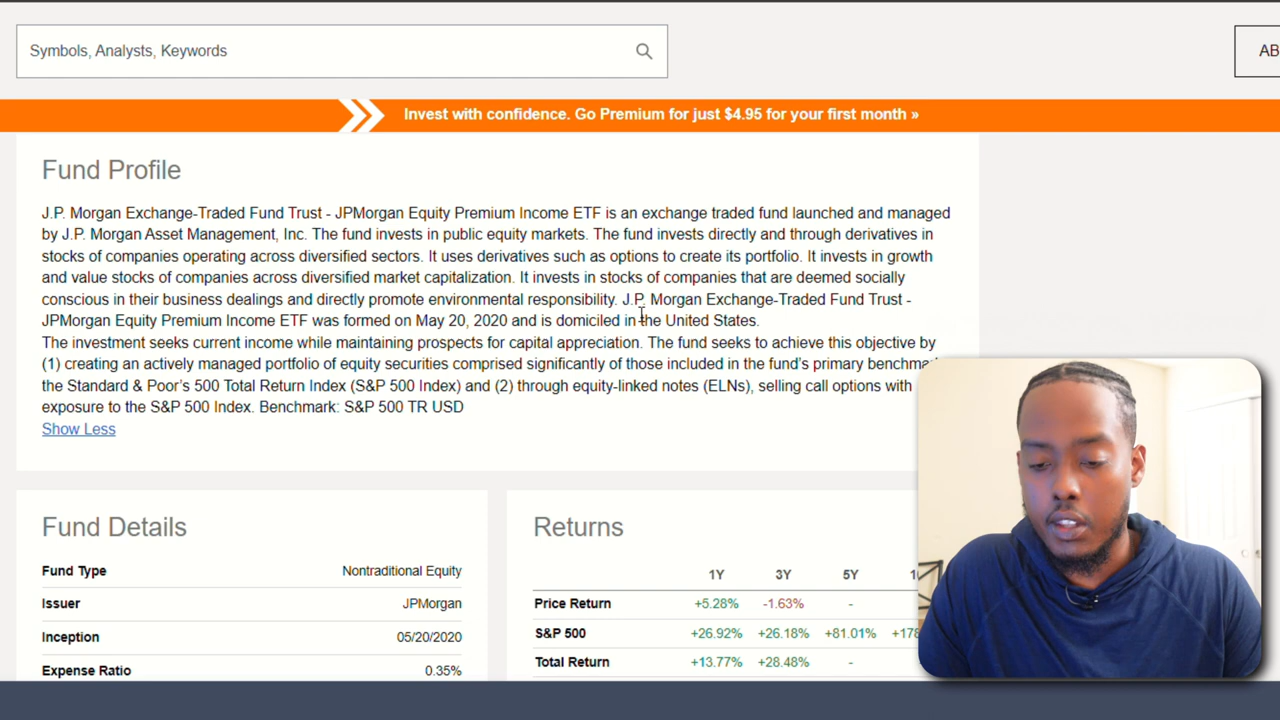 Symbols, Analysts, Keywords
AB
Invest with confidence. Go Premium for just $4.95 for your first month »
Fund Profile
J.P. Morgan Exchange-Traded Fund Trust - JPMorgan Equity Premium Income ETF is an exchange traded fund launched and managed
by J.P. Morgan Asset Management, Inc. The fund invests in public equity markets. The fund invests directly and through derivatives in
stocks of companies operating across diversified sectors. It uses derivatives such as options to create its portfolio. It invests in growth
and value stocks of companies across diversified market capitalization. It invests in stocks of companies that are deemed socially
conscious in their business dealings and directly promote environmental responsibility. J.P. Morgan Exchange-Traded Fund Trust -
JPMorgan Equity Premium Income ETF was formed on May 20, 2020 and is domiciled in the United States.
The investment seeks current income while maintaining prospects for capital appreciation. The fund seeks to achieve this objective by
(1) creating an actively managed portfolio of equity securities comprised significantly of those included in the fund's primary benchma
the Standard & Poor's 500 Total Return Index (S&P 500 Index) and (2) through equity-linked notes (ELNs), selling call options with
exposure to the S&P 500 Index. Benchmark: S&P 500 TR USD
Show Less
Fund Details
Fund Type Nontraditional Equity
Issuer JPMorgan
Inception 05/20/2020
Expense Ratio 0.35%
Returns
1Y 3Y 5Y
Price Return +5.28% -1.63% -
S&P 500 +26.92% +26.18% +81.01% +178
Total Return +13.77% +28.48% -